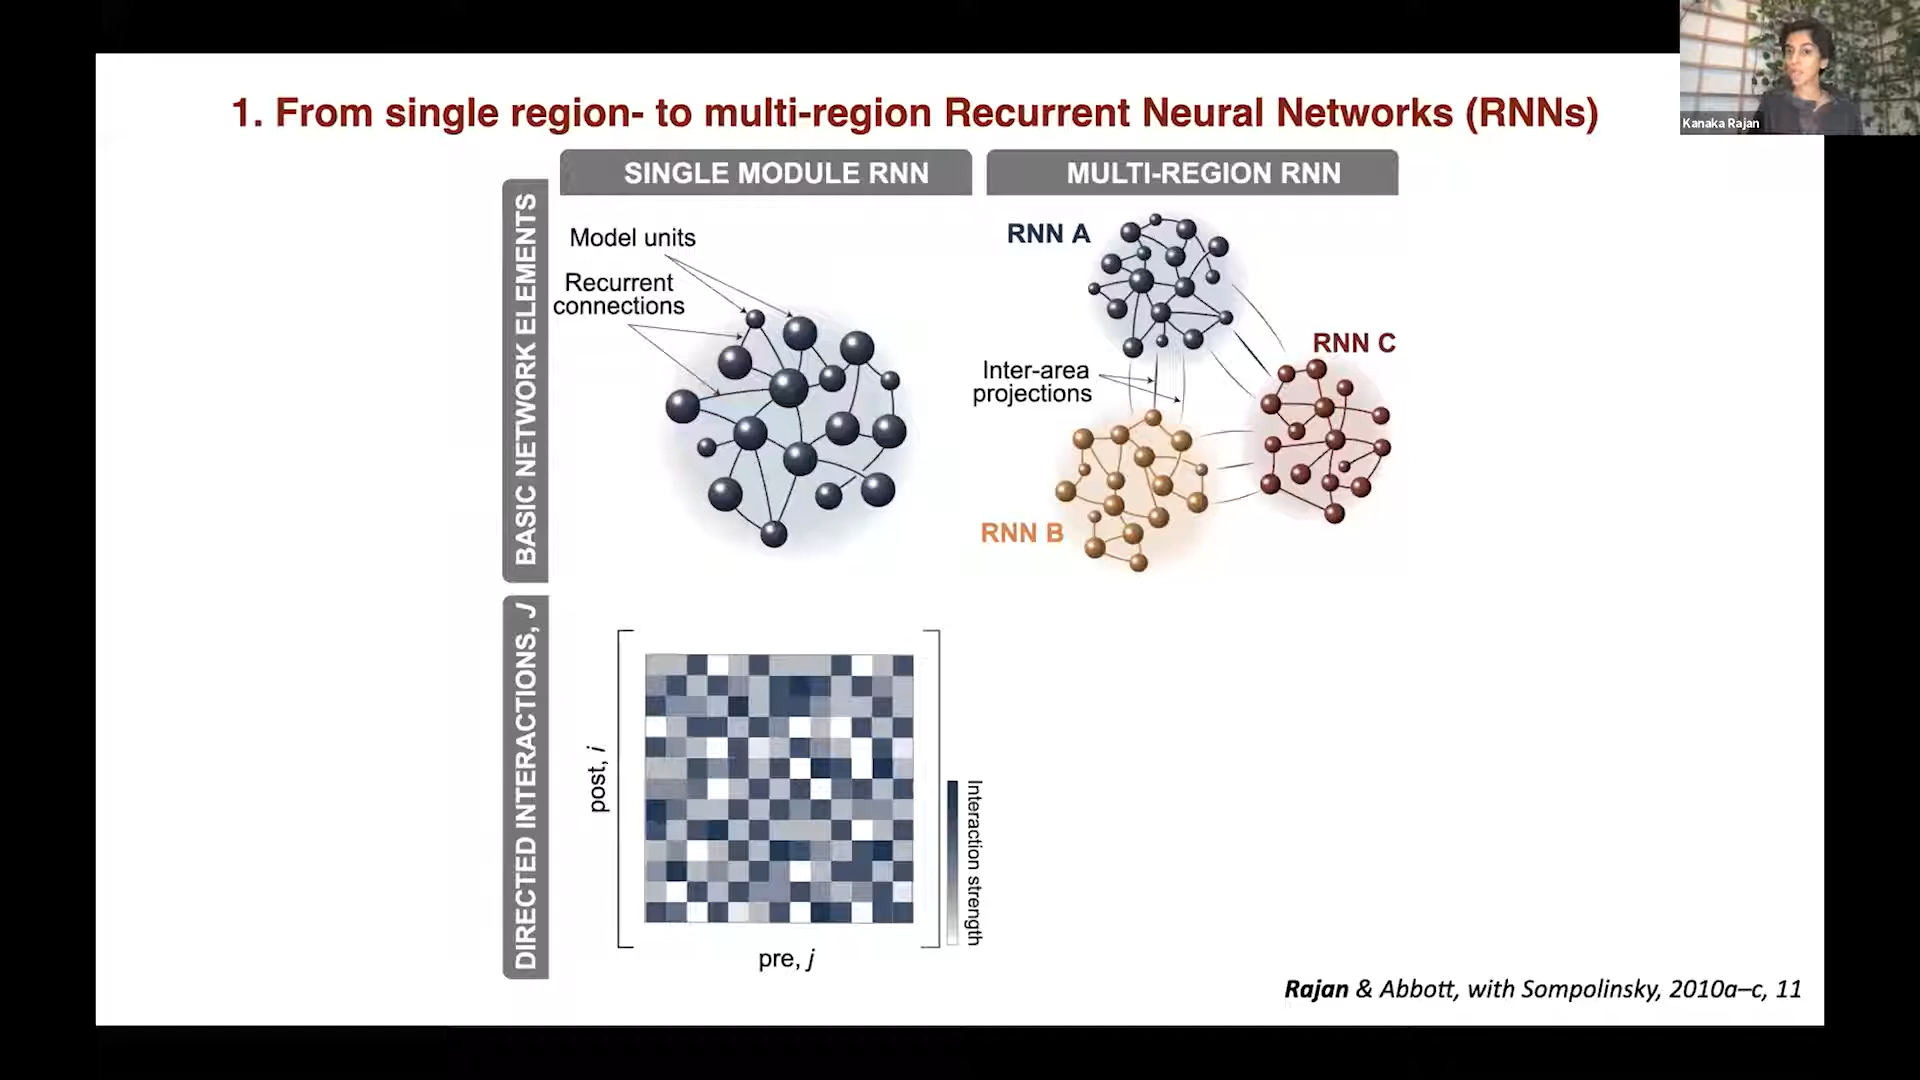 Kanaka Rajan
1. From single region- to multi-region Recurrent Neural Networks (RNNs)
SINGLE MODULE RNN
MULTI-REGION RNN
BASIC NETWORK ELEMENTS
Model units
Recurrent
connections
RNN A
RNN C
Inter-area
projections
RNN B
DIRECTED INTERACTIONS, J
post, i
pre, j
Interaction strength
Rajan & Abbott, with Sompolinsky, 2010a–c, 11